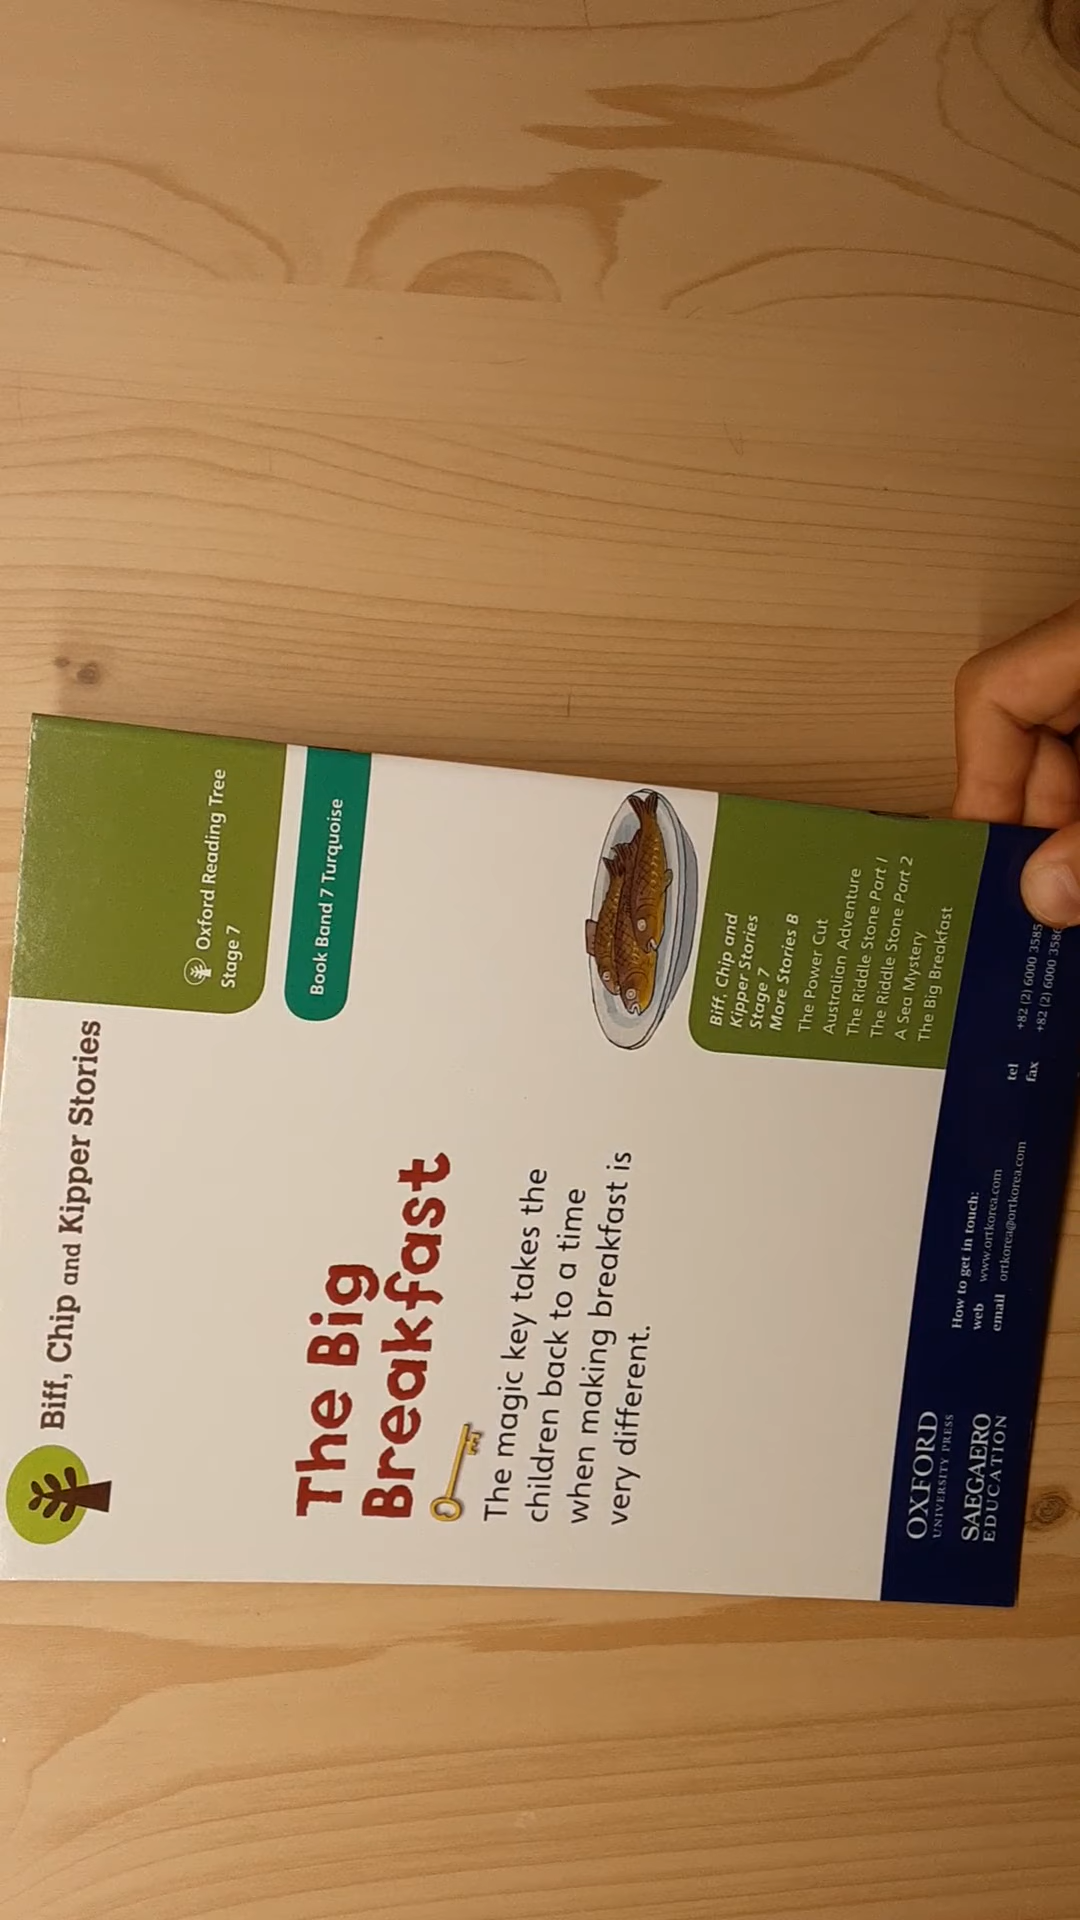 Biff, Chip and Kipper Stories
Oxford Reading Tree
Stage 7
Book Band 7 Turquoise
The Big
Breakfast
The magic key takes the
children back to a time
when making breakfast is
very different.
Biff, Chip and
Kipper Stories
Stage 7
More Stories B
The Power Cut
Australian Adventure
The Riddle Stone Part 1
The Riddle Stone Part 2
A Sea Mystery
The Big Breakfast
OXFORD
UNIVERSITY PRESS
SAEGAERO
EDUCATION
How to get in touch:
web www.ortkorea.com
email ortkorea@ortkorea.com
tel +82 (2) 6000 3585
fax +82 (2) 6000 3586